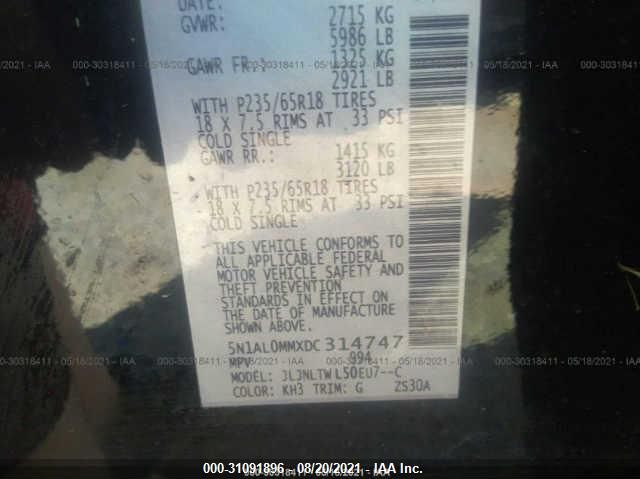 DATE:
GVWR: 2715 KG
5986 LB
GAWR FR.: 1325 KG
2921 LB
WITH P235/65R18 TIRES
18 X 7.5 RIMS AT 33 PSI
COLD SINGLE
GAWR RR.: 1415 KG
3120 LB
WITH P235/65R18 TIRES
18 X 7.5 RIMS AT 33 PSI
COLD SINGLE
THIS VEHICLE CONFORMS TO
ALL APPLICABLE FEDERAL
MOTOR VEHICLE SAFETY AND
THEFT PREVENTION
STANDARDS IN EFFECT ON
THE DATE OF MANUFACTURE
SHOWN ABOVE.
5N1AL0MMXDC314747
MPV 994
MODEL: JLJNLTWL50EU7--C
COLOR: KH3 TRIM: G ZS30A
000-30318411 - 05/18/2021 - IAA
000-31091896 - 08/20/2021 - IAA Inc.